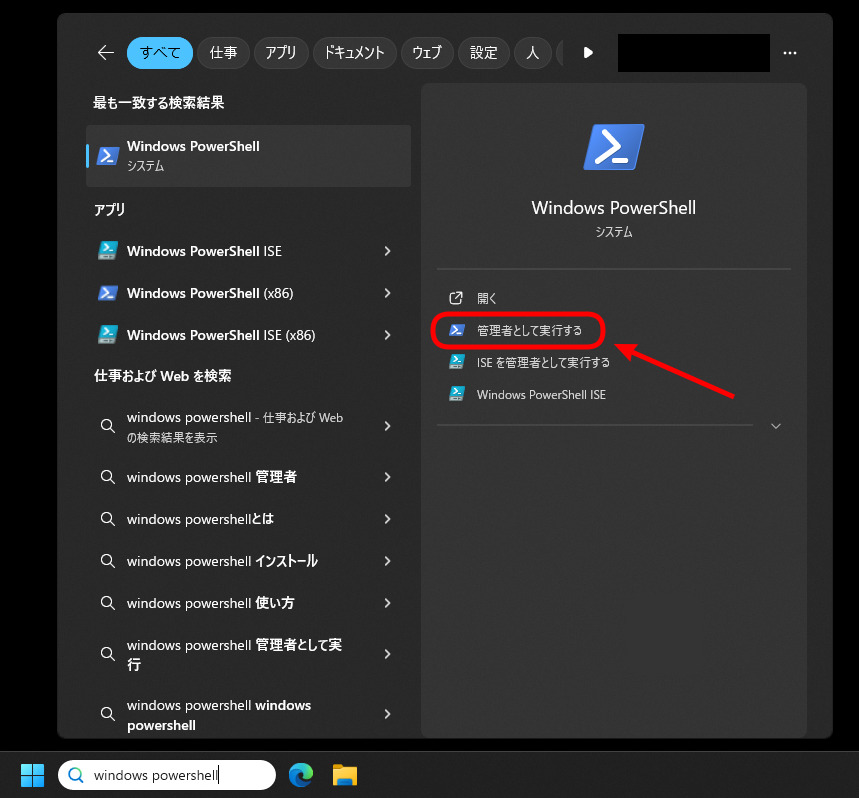 すべて
仕事
アプリ
ドキュメント
ウェブ
設定
人
最も一致する検索結果
Windows PowerShell
システム
アプリ
Windows PowerShell ISE
Windows PowerShell (x86)
Windows PowerShell ISE (x86)
仕事および Web を検索
windows powershell - 仕事および Web
の検索結果を表示
windows powershell 管理者
windows powershellとは
windows powershell インストール
windows powershell 使い方
windows powershell 管理者として実
行
windows powershell windows
powershell
Windows PowerShell
システム
開く
管理者として実行する
ISE を管理者として実行する
Windows PowerShell ISE
windows powershell